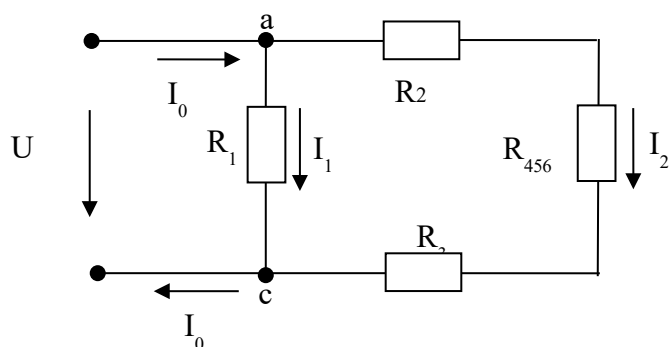 a
I₀
R₂
U
R₁
I₁
R₄₅₆
I₂
R₃
c
I₀